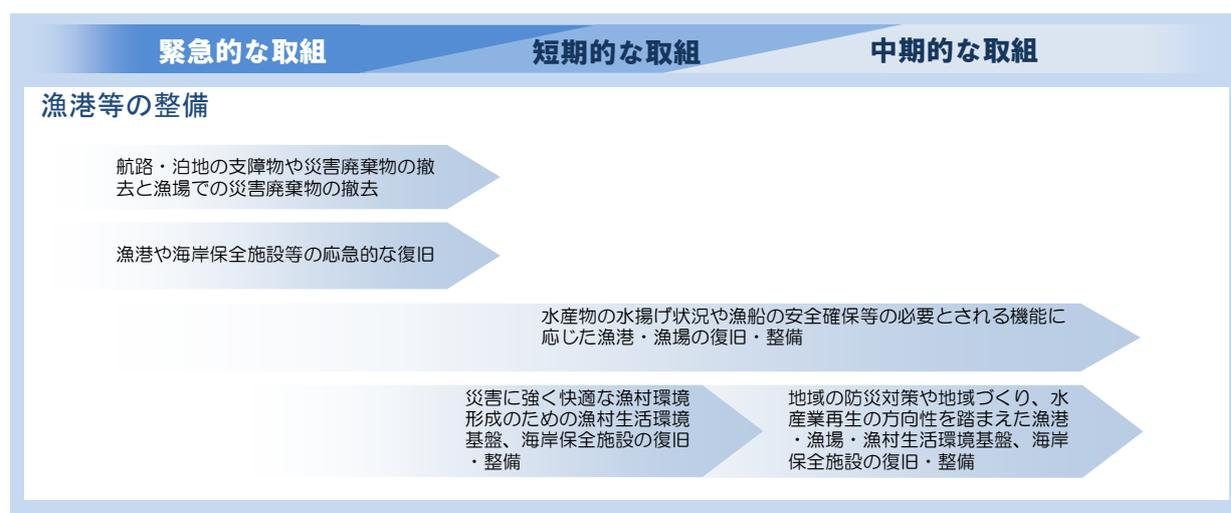 緊急的な取組
短期的な取組
中期的な取組
漁港等の整備
航路・泊地の支障物や災害廃棄物の撤
去と漁場での災害廃棄物の撤去
漁港や海岸保全施設等の応急的な復旧
水産物の水揚げ状況や漁船の安全確保等の必要とされる機能に
応じた漁港・漁場の復旧・整備
災害に強く快適な漁村環境
形成のための漁村生活環境
基盤、海岸保全施設の復旧
・整備
地域の防災対策や地域づくり、水
産業再生の方向性を踏まえた漁港
・漁場・漁村生活環境基盤、海岸
保全施設の復旧・整備